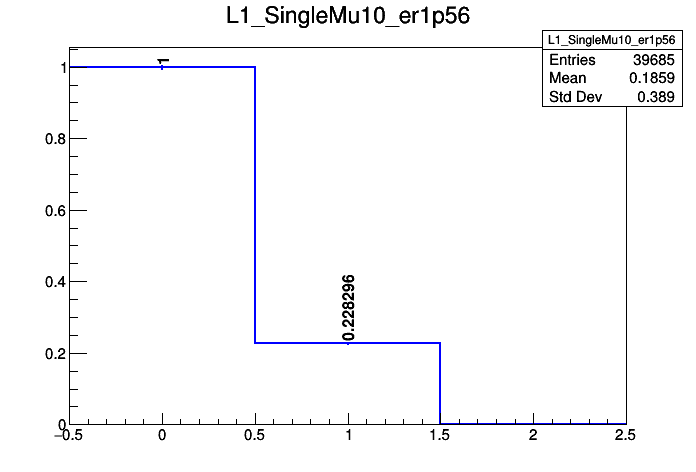 L1_SingleMu10_er1p56
L1_SingleMu10_er1p56
Entries 39685
Mean 0.1859
Std Dev 0.389
1
0.8
0.6
0.4
0.2
0
1
0.228296
−0.5 0 0.5 1 1.5 2 2.5